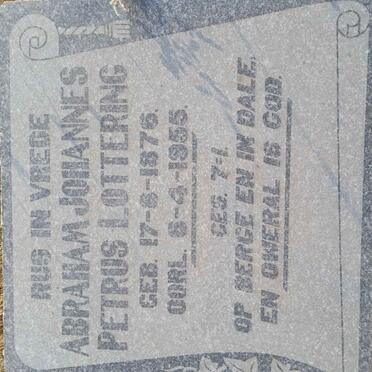 RUS IN VREDE
ABRAHAM JOHANNES
PETRUS LOTTERING
GEB. 17-8-1876.
OORL. 8-4-1955.
GES. 7:1.
OP BERGE EN IN DALE,
EN OWERAL IS GOD.